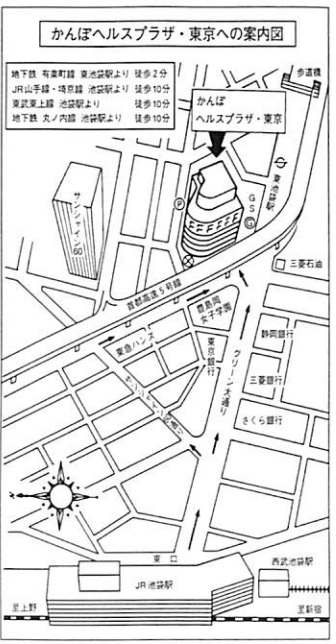 かんぽヘルスプラザ・東京への案内図
地下鉄 有楽町線 東池袋駅より 徒歩2分
JR山手線・埼京線 池袋駅より 徒歩10分
東武東上線 池袋駅より 徒歩10分
地下鉄 丸ノ内線 池袋駅より 徒歩10分
歩道橋
かんぽ
ヘルスプラザ・東京
東池袋駅
サンシャイン60
P
GS
G
三菱石油
首都高速5号線
豊島岡
女子学園
東急ハンズ
東京銀行
グリーン大通り
静岡銀行
三菱銀行
さくら銀行
東口
西武池袋駅
JR池袋駅
至上野
至新宿